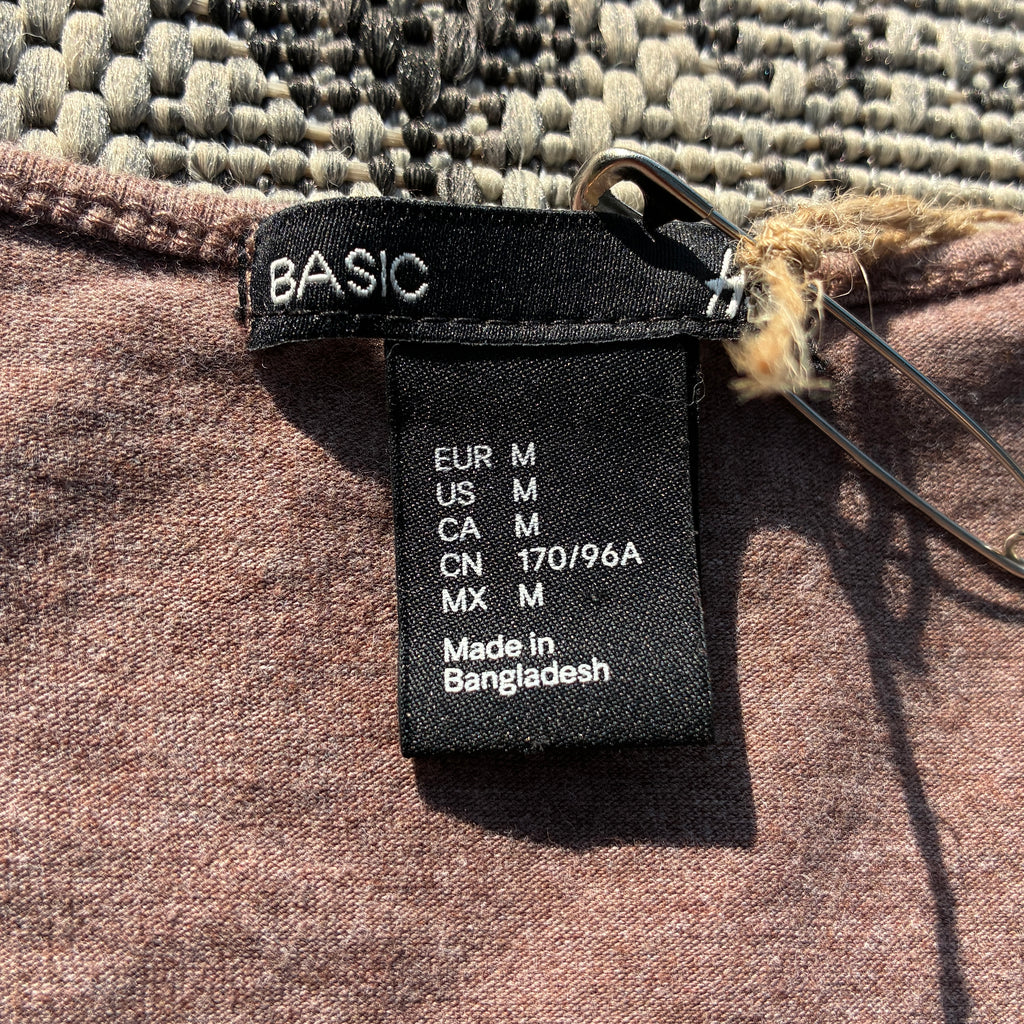 BASIC H
EUR M
US M
CA M
CN 170/96A
MX M
Made in
Bangladesh